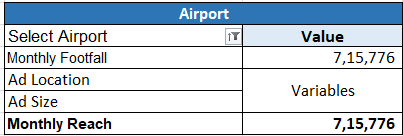 Airport
Select Airport Value
Monthly Footfall 7,15,776
Ad Location
Variables
Ad Size
Monthly Reach 7,15,776